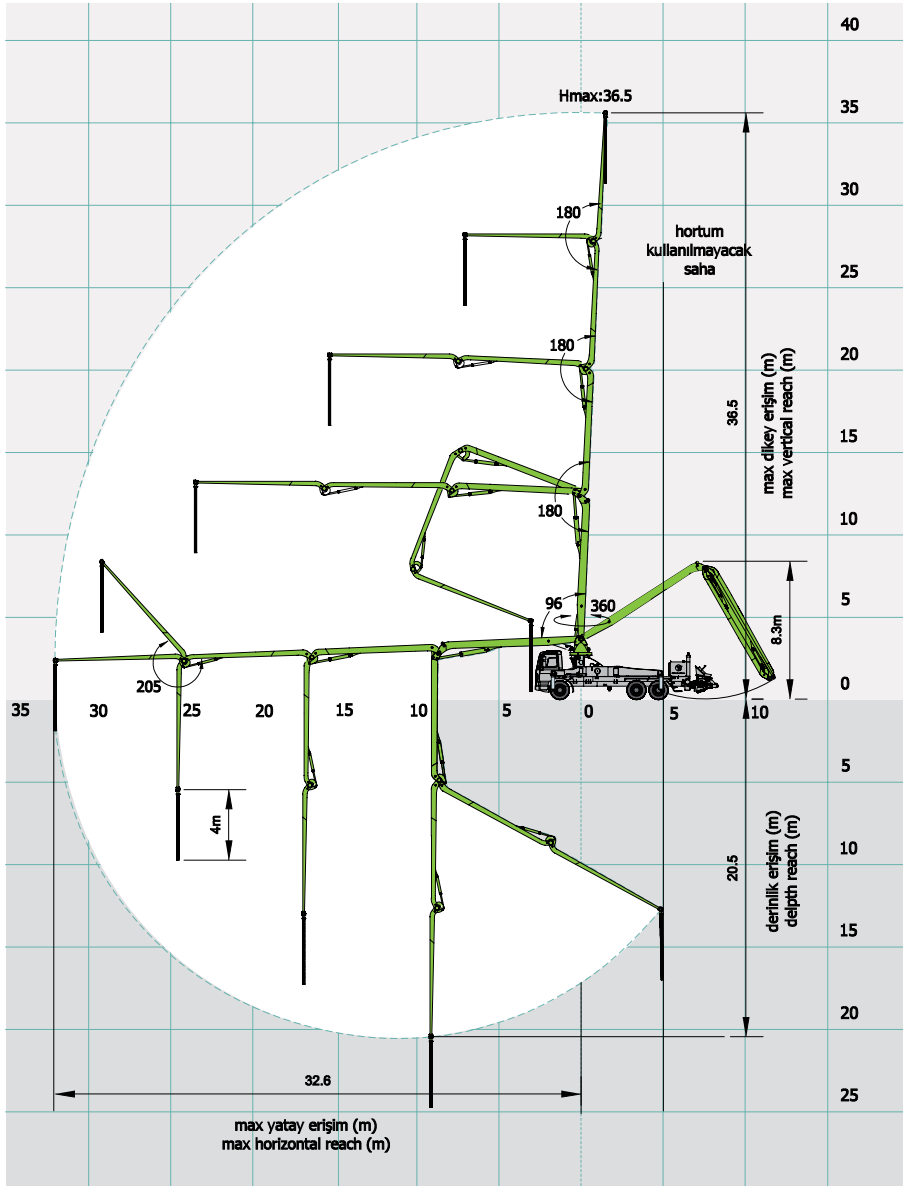 40
Hmax:36.5
35
30
180
hortum
kullanılmayacak
saha
25
180
20
36.5
max dikey erişim (m)
max vertical reach (m)
15
180
10
96
360
5
8.3m
205
0
35
30
25
20
15
10
5
0
5
10
5
4m
10
20.5
derinlik erişim (m)
delpth reach (m)
15
20
32.6
25
max yatay erişim (m)
max horizontal reach (m)